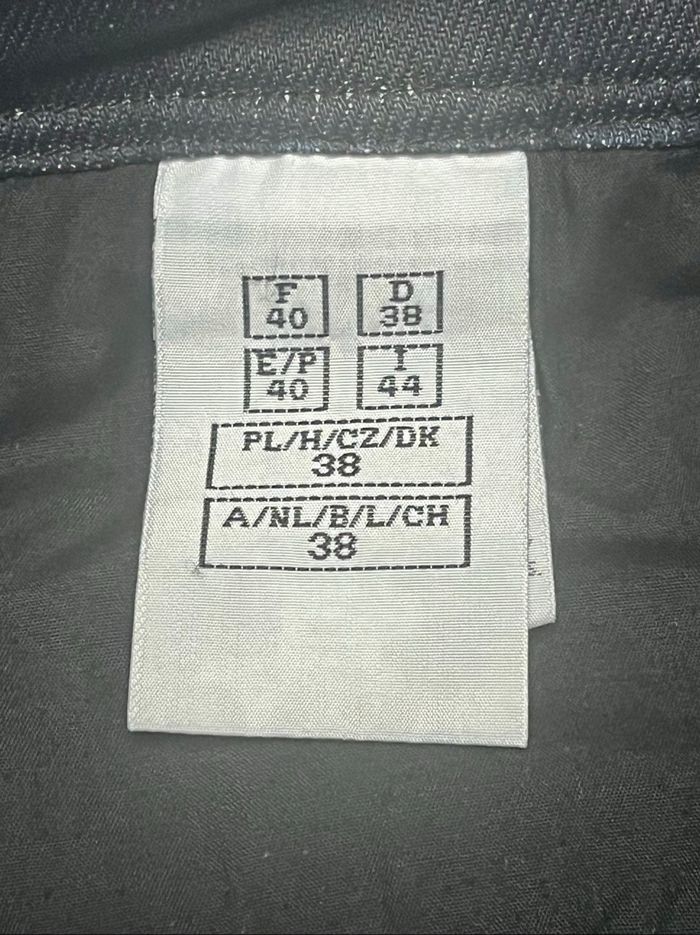 F D
40 38
E/P I
40 44
PL/H/CZ/DK
38
A/NL/B/L/CH
38